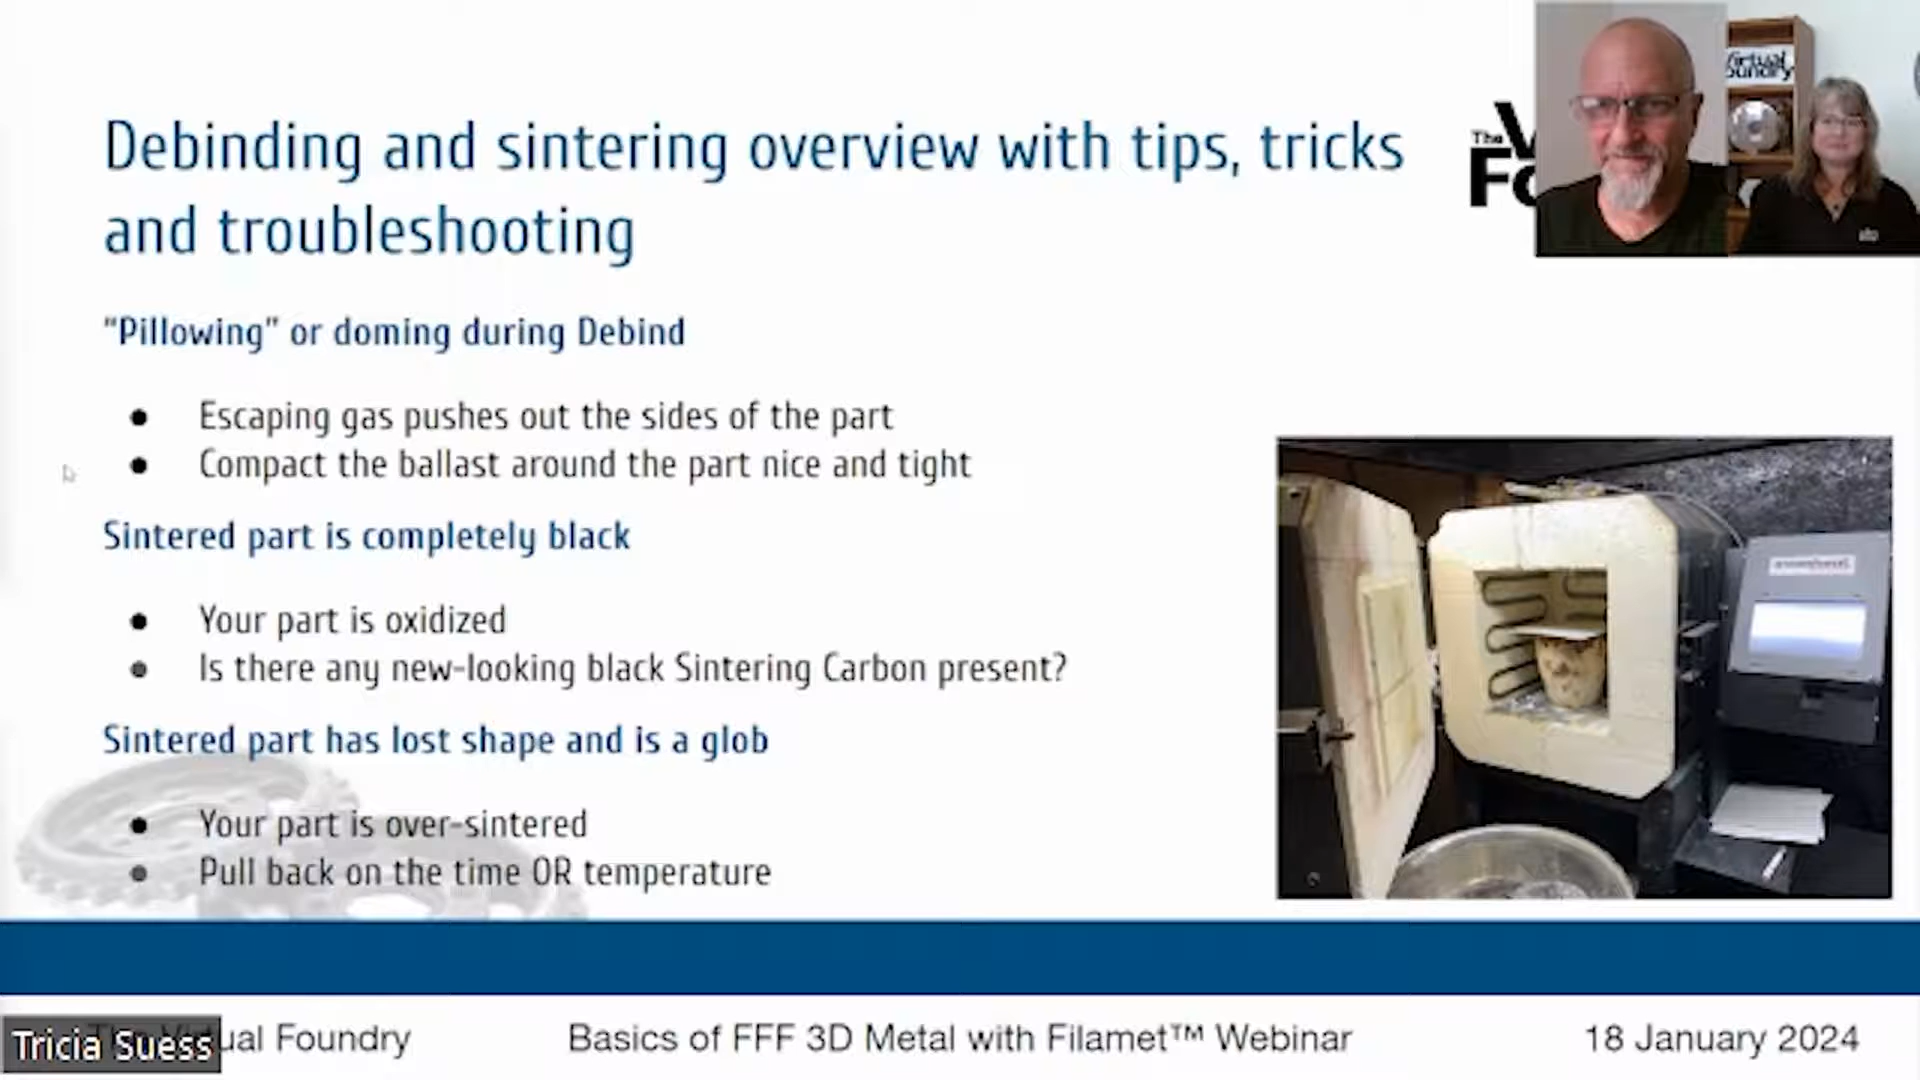 Debinding and sintering overview with tips, tricks
and troubleshooting
The
Virtual
Foundry
"Pillowing" or doming during Debind
● Escaping gas pushes out the sides of the part
● Compact the ballast around the part nice and tight
Sintered part is completely black
● Your part is oxidized
● Is there any new-looking black Sintering Carbon present?
Sintered part has lost shape and is a glob
● Your part is over-sintered
● Pull back on the time OR temperature
Tricia Suess
ual Foundry
Basics of FFF 3D Metal with Filamet™ Webinar
18 January 2024